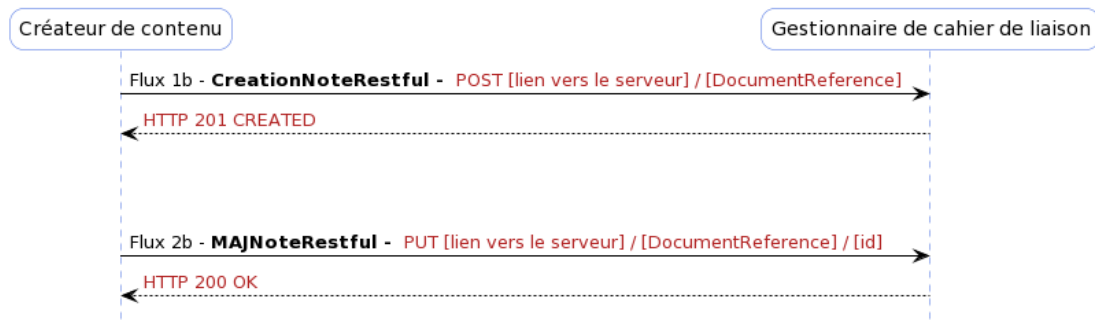 Créateur de contenu
Gestionnaire de cahier de liaison
Flux 1b - CreationNoteRestful - POST [lien vers le serveur] / [DocumentReference]
HTTP 201 CREATED
Flux 2b - MAJNoteRestful - PUT [lien vers le serveur] / [DocumentReference] / [id]
HTTP 200 OK